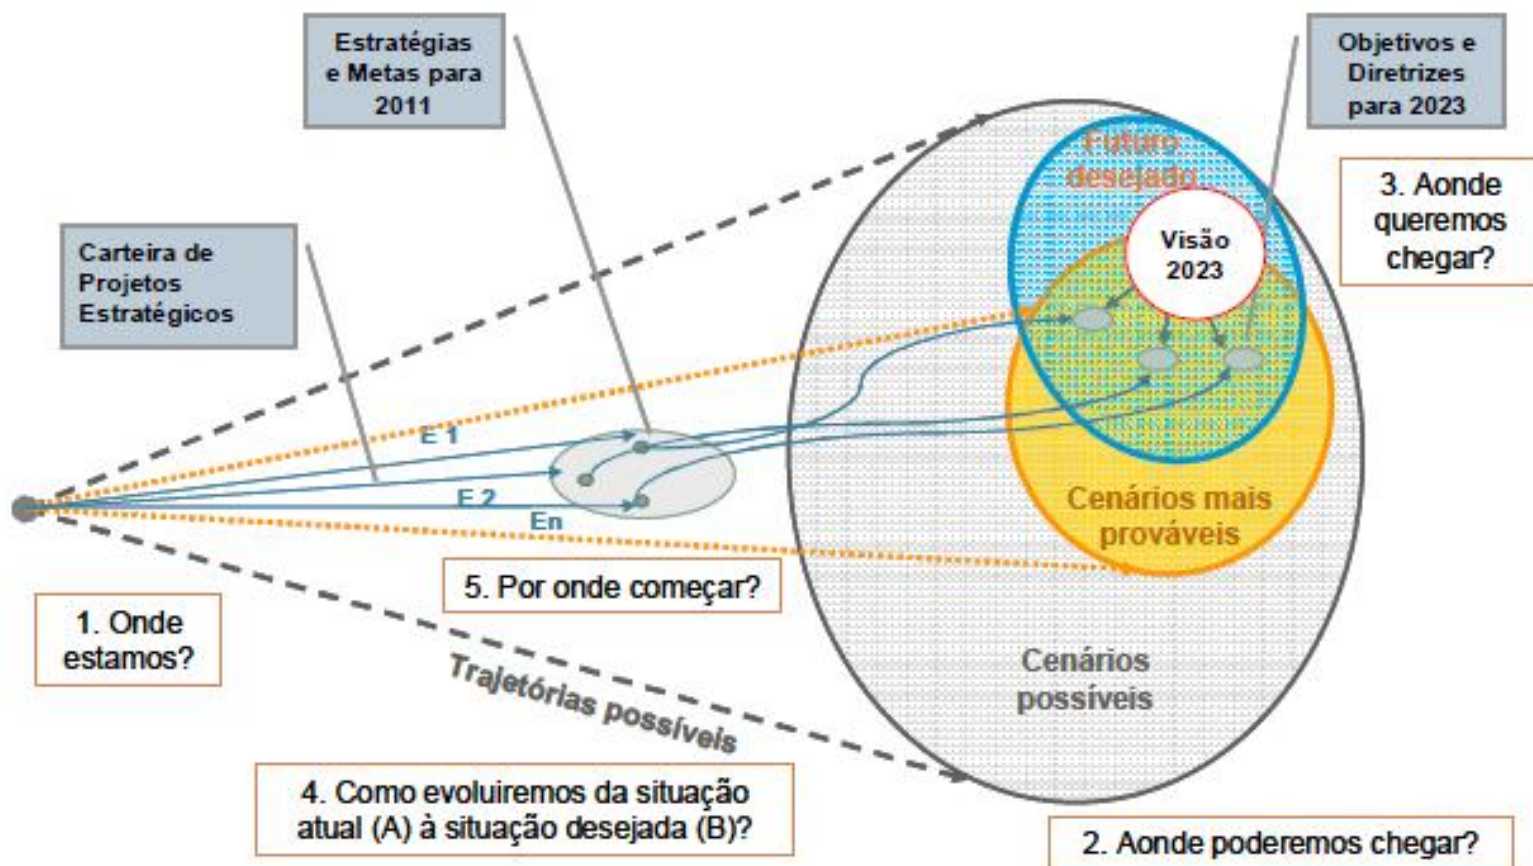 Estratégias
e Metas para
2011
Objetivos e
Diretrizes
para 2023
Futuro
desejado
3. Aonde
queremos
chegar?
Visão
2023
Carteira de
Projetos
Estratégicos
E 1
E 2
En
Cenários mais
prováveis
5. Por onde começar?
1. Onde
estamos?
Trajetórias possíveis
Cenários
possíveis
4. Como evoluiremos da situação
atual (A) à situação desejada (B)?
2. Aonde poderemos chegar?